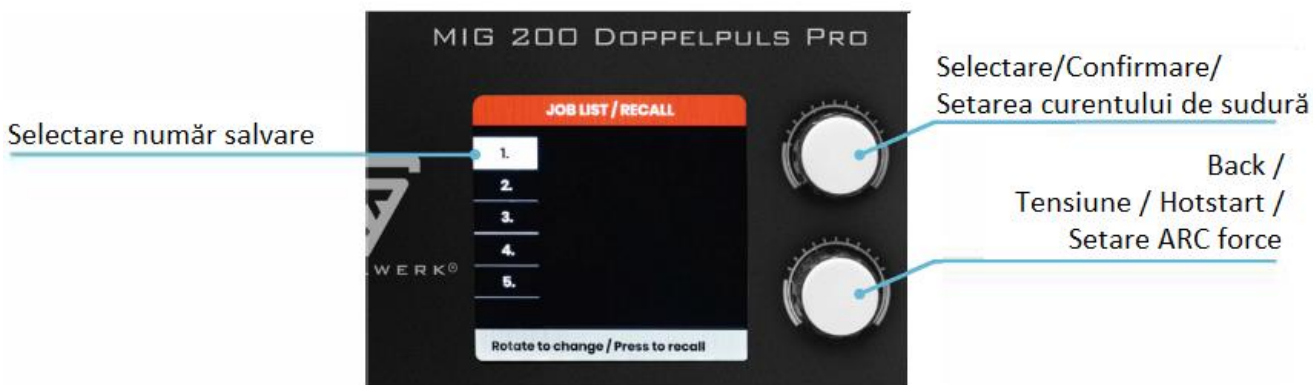 MIG 200 DOPPELPULS PRO
Selectare/Confirmare/
Setarea curentului de sudură
JOB LIST / RECALL
Selectare număr salvare
1.
2.
3.
4.
5.
Back /
Tensiune / Hotstart /
Setare ARC force
WERK®
Rotate to change / Press to recall